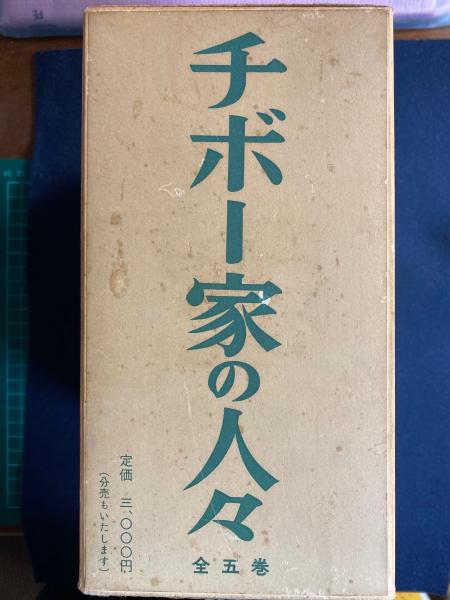 チボー家の人々
全五巻
定価 三、〇〇〇円
(分売もいたします)